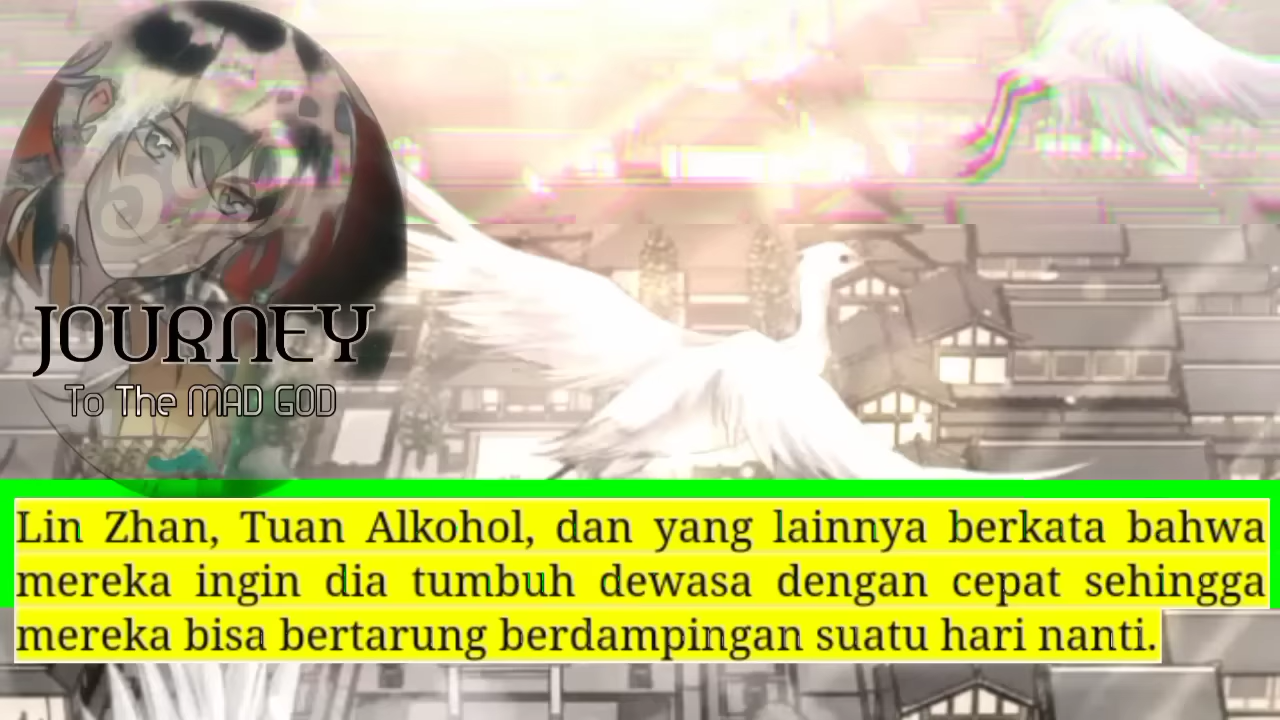 JOURNEY
To The MAD GOD
Lin Zhan, Tuan Alkohol, dan yang lainnya berkata bahwa
mereka ingin dia tumbuh dewasa dengan cepat sehingga
mereka bisa bertarung berdampingan suatu hari nanti.